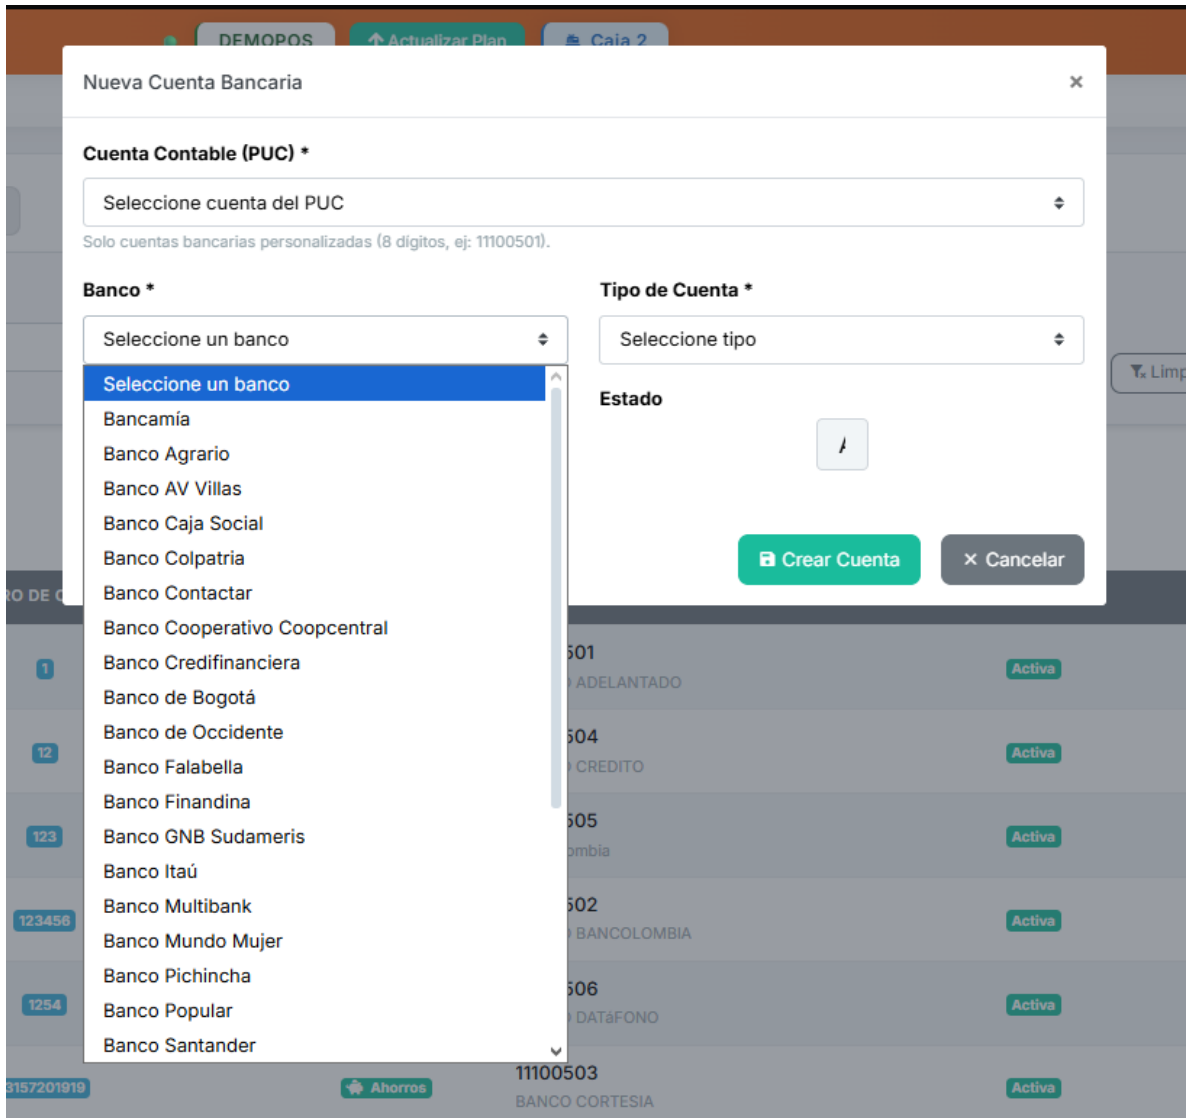 DEMOPOS
Actualizar Plan
Caja 2
Nueva Cuenta Bancaria
×
Cuenta Contable (PUC) *
Seleccione cuenta del PUC
Solo cuentas bancarias personalizadas (8 dígitos, ej: 11100501).
Banco *
Tipo de Cuenta *
Seleccione un banco
Seleccione tipo
Seleccione un banco
Bancamía
Banco Agrario
Banco AV Villas
Banco Caja Social
Banco Colpatria
Banco Contactar
Banco Cooperativo Coopcentral
Banco Credifinanciera
Banco de Bogotá
Banco de Occidente
Banco Falabella
Banco Finandina
Banco GNB Sudameris
Banco Itaú
Banco Multibank
Banco Mundo Mujer
Banco Pichincha
Banco Popular
Banco Santander
Estado
Limp
Crear Cuenta
× Cancelar
RO DE C
1
501
ADELANTADO
Activa
12
504
CREDITO
Activa
123
505
ombia
Activa
123456
502
BANCOLOMBIA
Activa
1254
506
DATáFONO
Activa
3157201919
Ahorros
11100503
BANCO CORTESIA
Activa